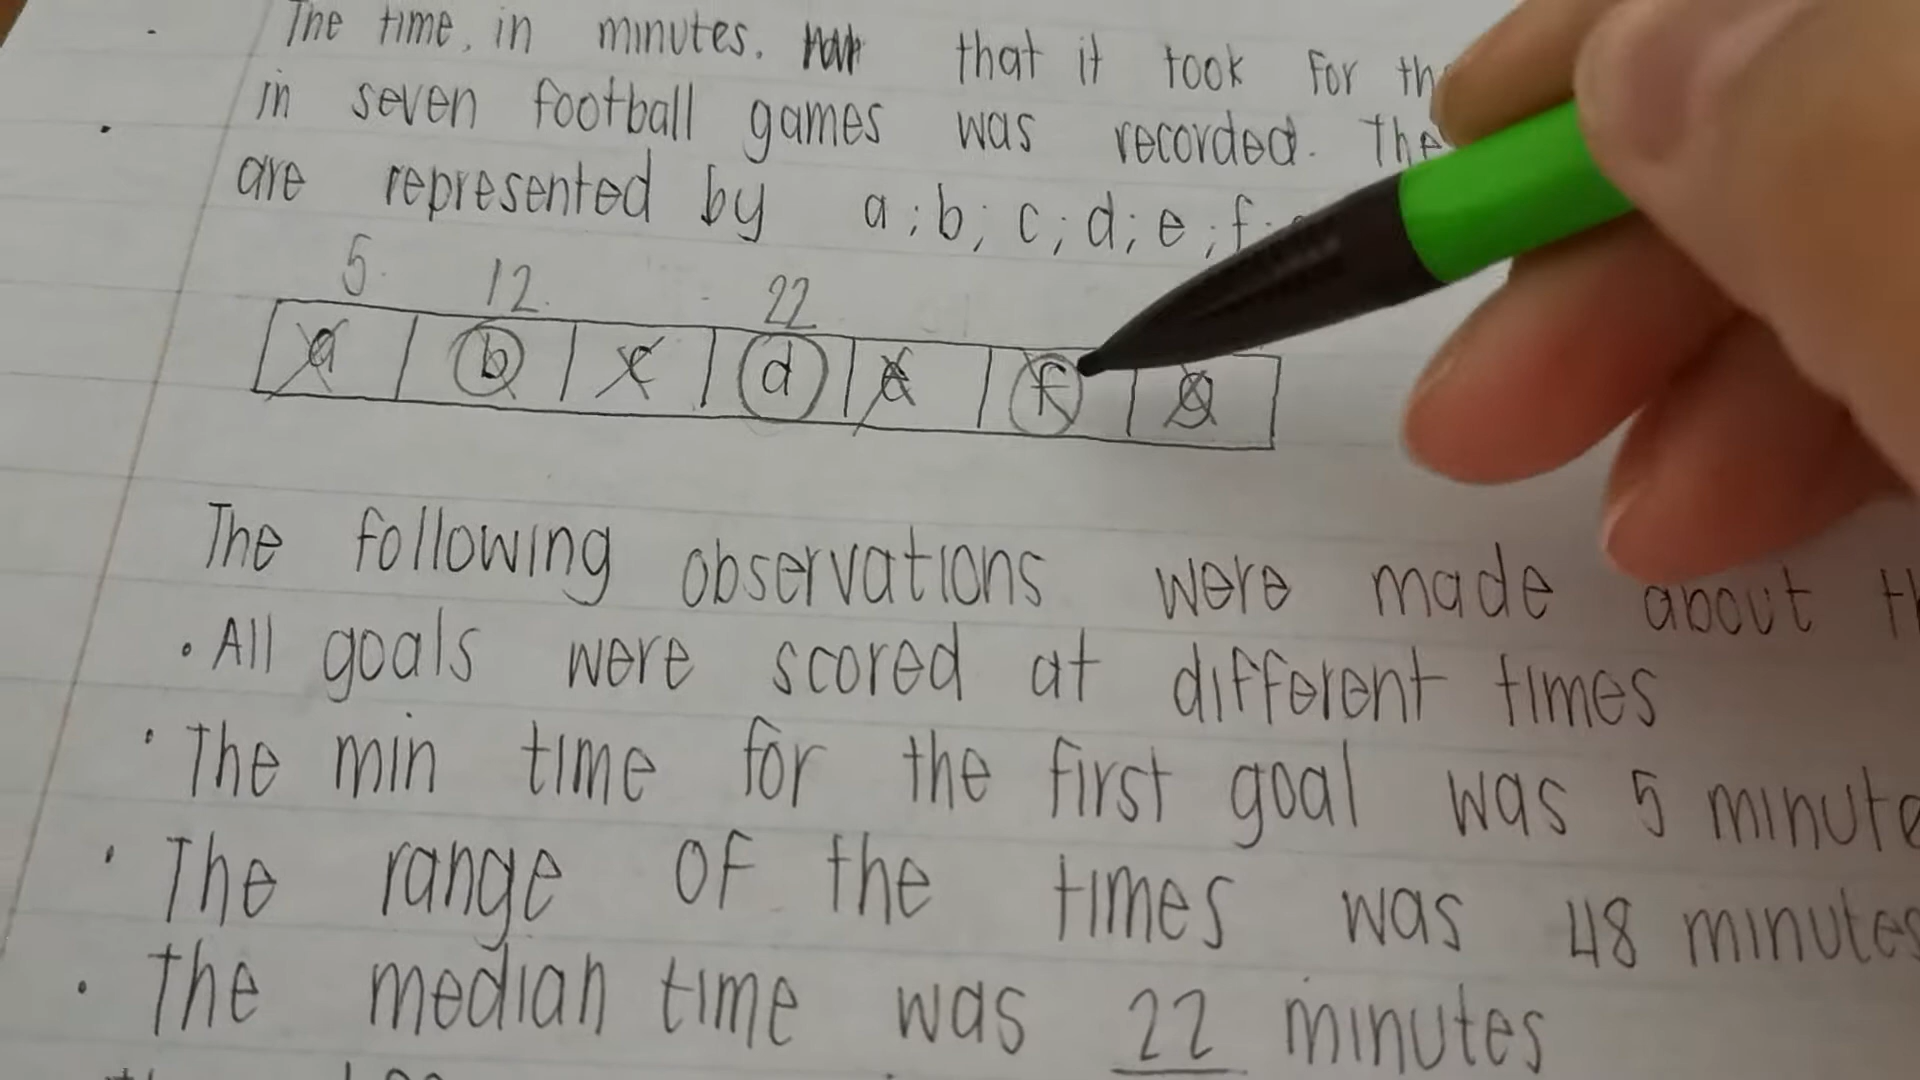 The time, in minutes. that it took for
in seven football games was recorded. The
are represented by a; b; c; d; e; f;
5 12 22
a b c d e f g
The following observations were made about
• All goals were scored at different times
• The min time for the first goal was 5 minute
• The range of the times was 48 minutes
• The median time was 22 minutes